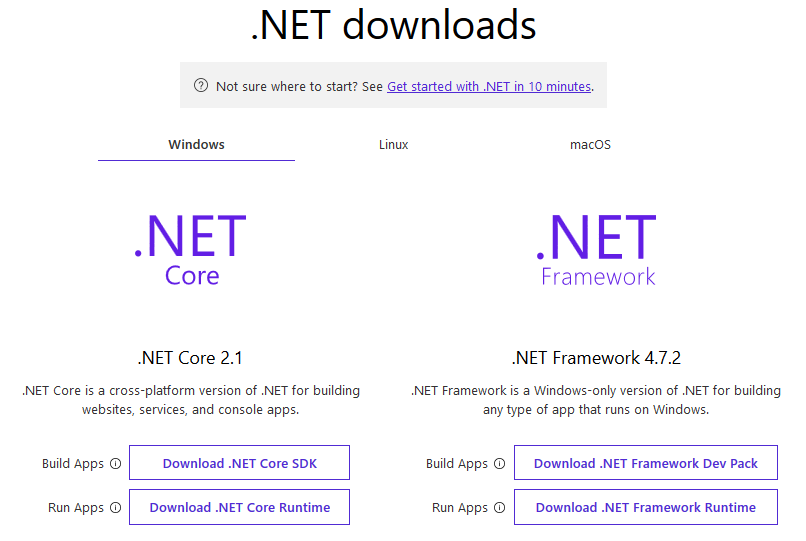 .NET downloads
Not sure where to start? See Get started with .NET in 10 minutes.
Windows
Linux
macOS
.NET
Core
.NET Core 2.1
.NET Core is a cross-platform version of .NET for building
websites, services, and console apps.
Build Apps
Download .NET Core SDK
Run Apps
Download .NET Core Runtime
.NET
Framework
.NET Framework 4.7.2
.NET Framework is a Windows-only version of .NET for building
any type of app that runs on Windows.
Build Apps
Download .NET Framework Dev Pack
Run Apps
Download .NET Framework Runtime